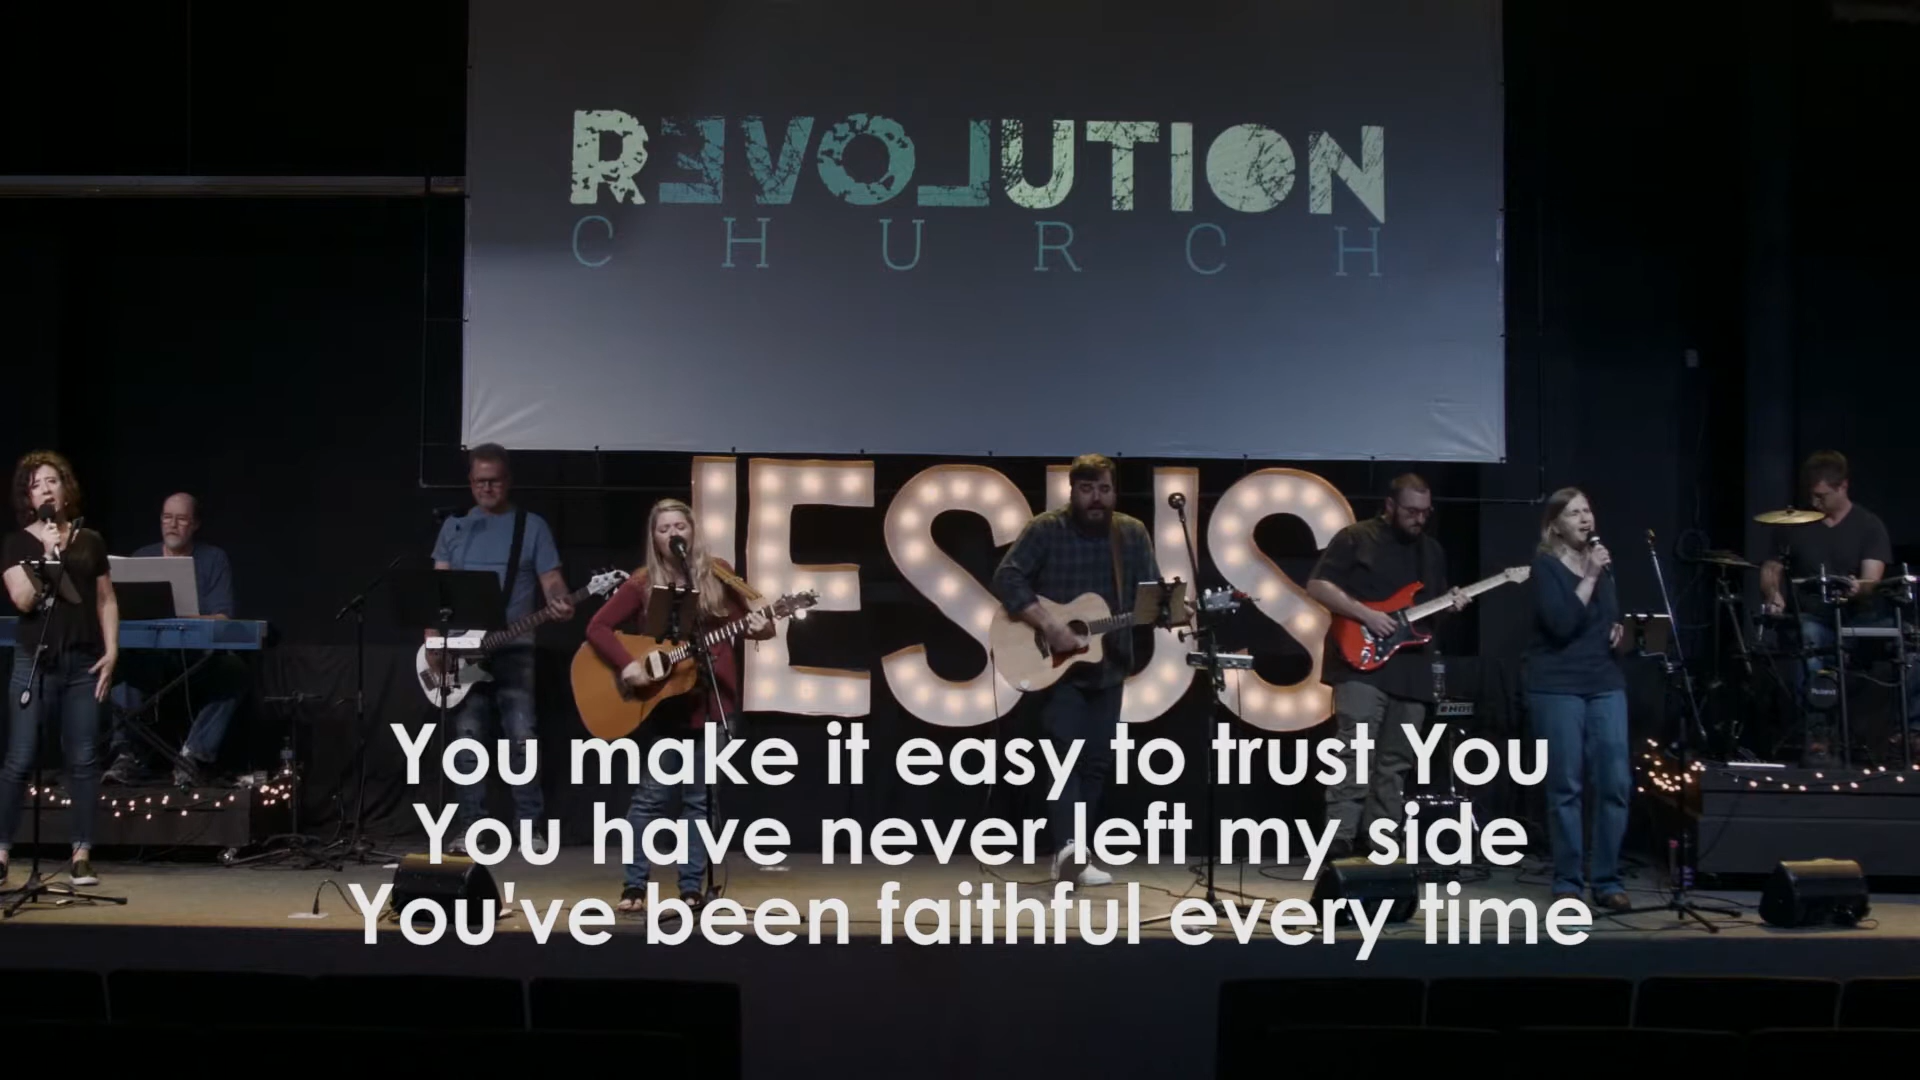 REVOLUTION
CHURCH
JESUS
You make it easy to trust You
You have never left my side
You've been faithful every time